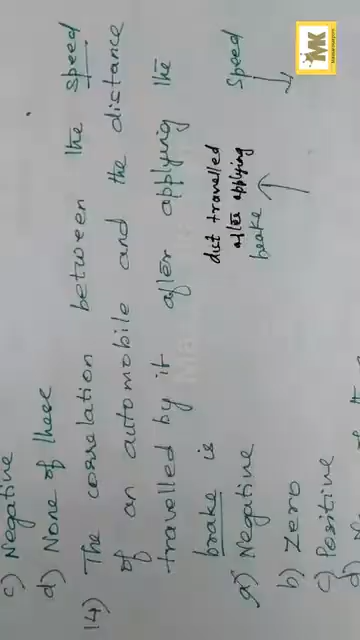 c) Negative
d) None of these
14) The correlation between the speed
of an automobile and the distance
travelled by it after applying the
brake is
dist travelled
after applying
brake ↑
Speed
↓
a) Negative
b) Zero
c) Positive
d)
MK